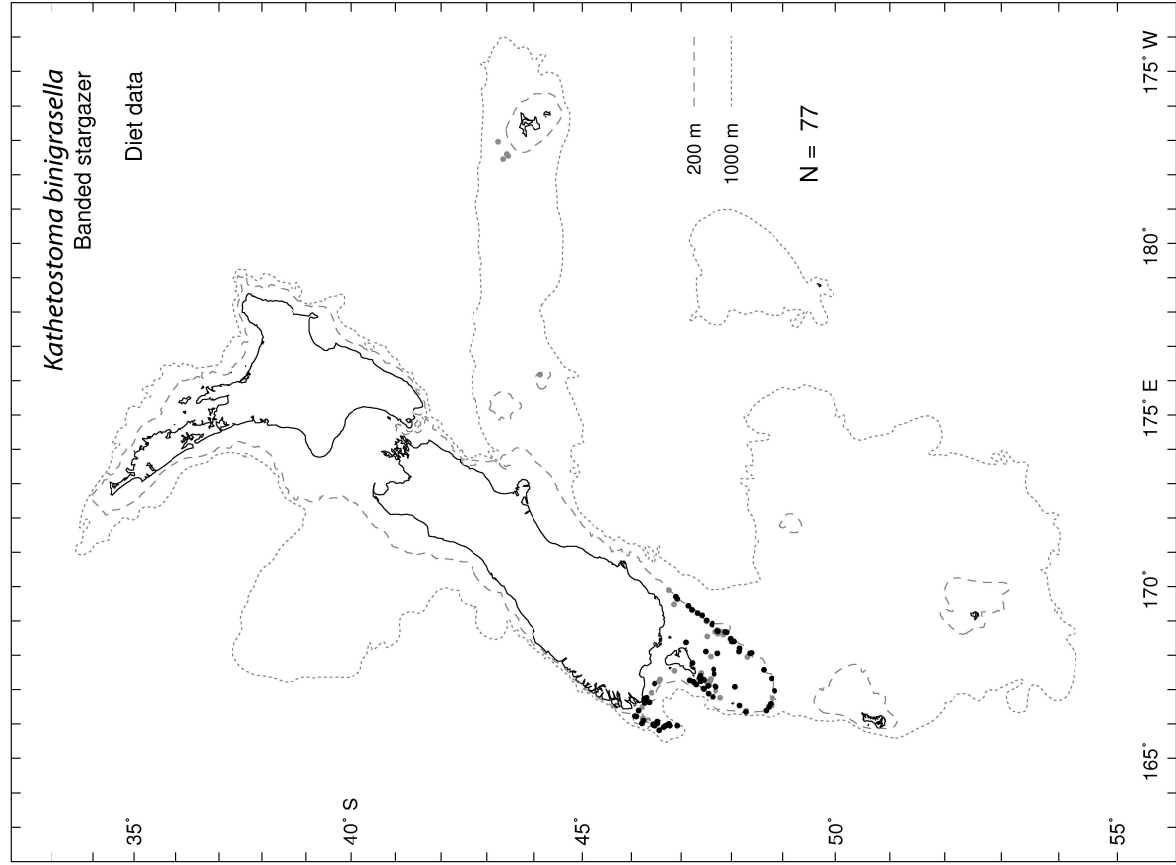 Kathetostoma binigrasella
Banded stargazer
Diet data
200 m
1000 m
N = 77
35°
40° S
45°
50°
55°
165°
170°
175° E
180°
175° W